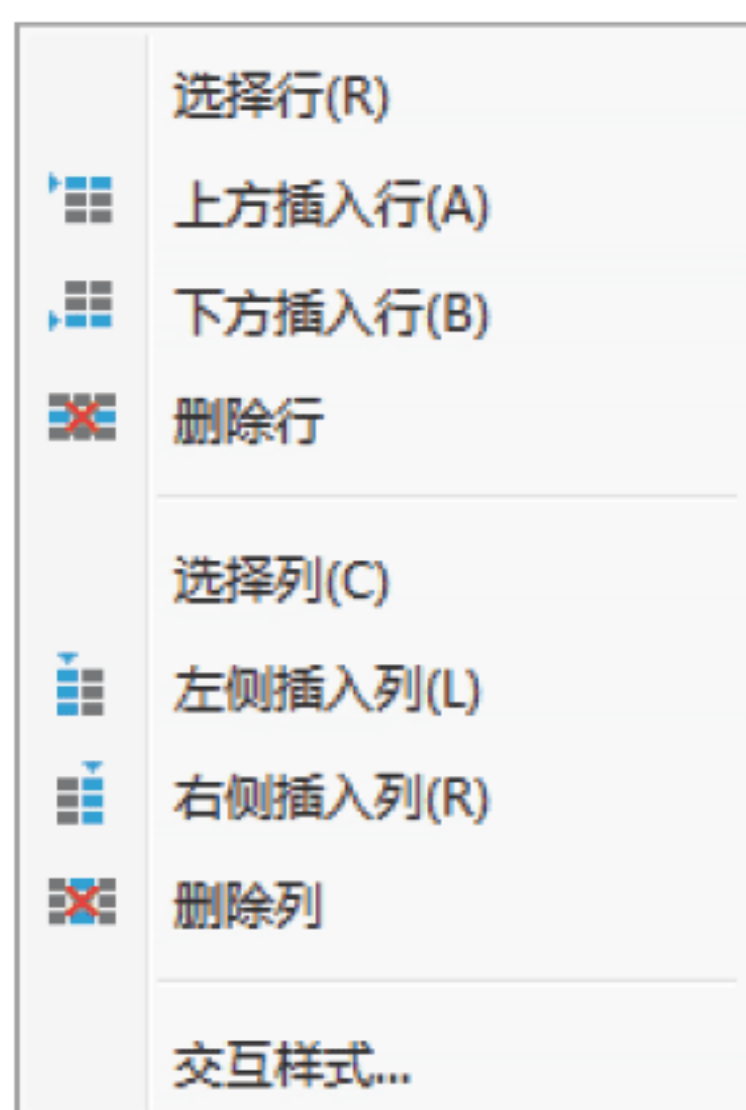 选择行(R)
上方插入行(A)
下方插入行(B)
删除行
选择列(C)
左侧插入列(L)
右侧插入列(R)
删除列
交互样式...